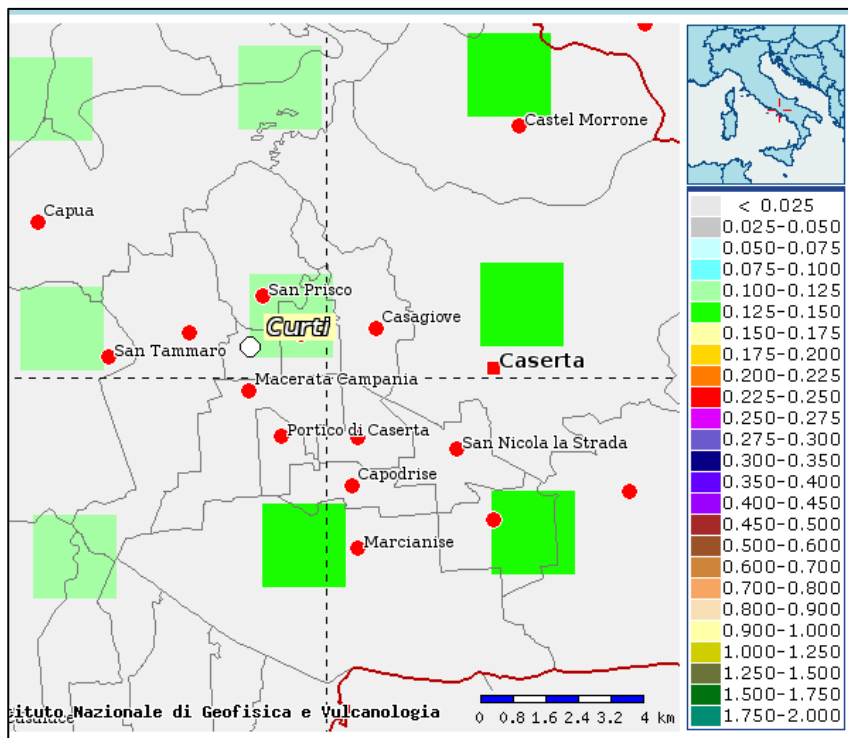 Castel Morrone
Capua
San Prisco
Curti
Casagiove
San Tammaro
Caserta
Macerata Campania
Portico di Caserta
San Nicola la Strada
Capodrise
Marcianise
tituto Nazionale di Geofisica e Vulcanologia
0 0.8 1.6 2.4 3.2 4 km
< 0.025
0.025-0.050
0.050-0.075
0.075-0.100
0.100-0.125
0.125-0.150
0.150-0.175
0.175-0.200
0.200-0.225
0.225-0.250
0.250-0.275
0.275-0.300
0.300-0.350
0.350-0.400
0.400-0.450
0.450-0.500
0.500-0.600
0.600-0.700
0.700-0.800
0.800-0.900
0.900-1.000
1.000-1.250
1.250-1.500
1.500-1.750
1.750-2.000